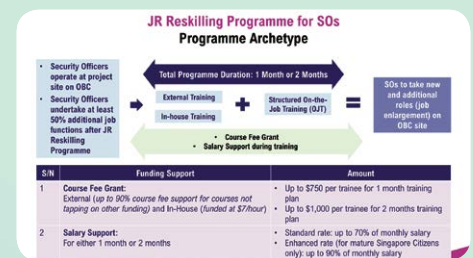 JR Reskilling Programme for SOs
Programme Archetype
• Security Officers
operate at project
site on OBC
• Security Officers
undertake at least
50% additional job
functions after JR
Reskilling
Programme
Total Programme Duration: 1 Month or 2 Months
External Training
In-house Training
+
Structured On-the-
Job Training (OJT)
=
• Course Fee Grant
• Salary Support during training
SOs to take new
and additional
roles (job
enlargement) on
OBC site
S/N Funding Support Amount
1 Course Fee Grant:
External (up to 90% course fee support for courses not
tapping on other funding) and In-House (funded at $7/hour)
• Up to $750 per trainee for 1 month training
plan
• Up to $1,000 per trainee for 2 months training
plan
2 Salary Support:
For either 1 month or 2 months
• Standard rate: up to 70% of monthly salary
• Enhanced rate (for mature Singapore Citizens
only): up to 90% of monthly salary